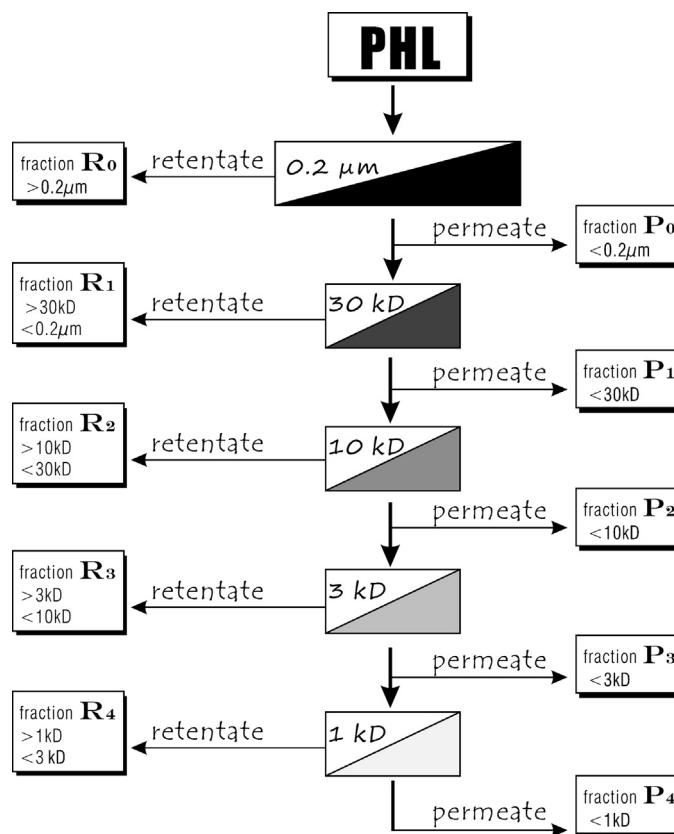 PHL
retentate
0.2 µm
fraction R0
>0.2µm
permeate
fraction P0
<0.2µm
fraction R1
>30kD
<0.2µm
retentate
30 kD
permeate
fraction P1
<30kD
fraction R2
>10kD
<30kD
retentate
10 kD
permeate
fraction P2
<10kD
fraction R3
>3kD
<10kD
retentate
3 kD
permeate
fraction P3
<3kD
fraction R4
>1kD
<3 kD
retentate
1 kD
permeate
fraction P4
<1kD